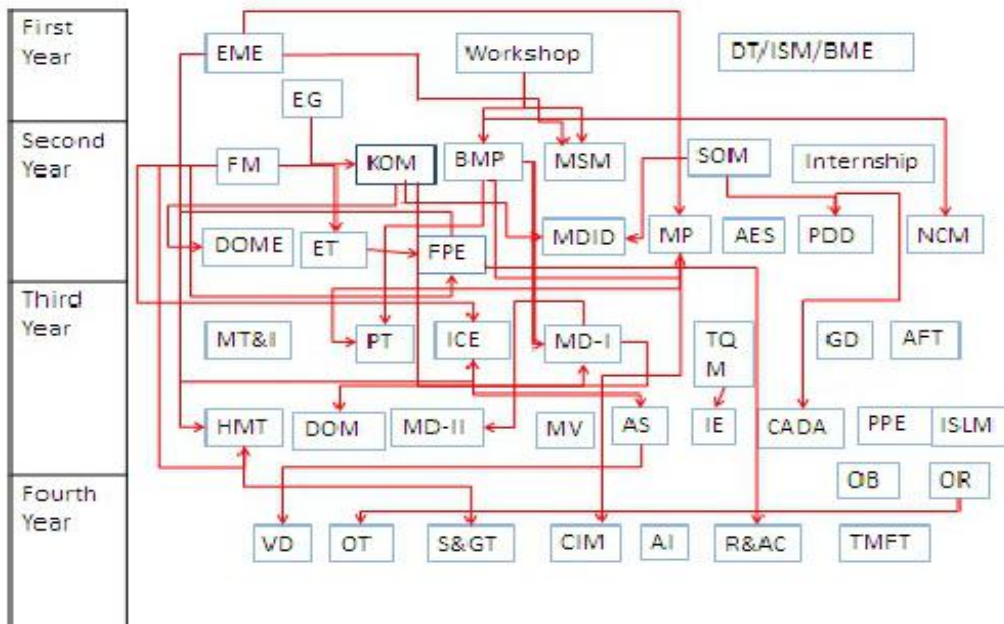 First
Year
EME
Workshop
DT/ISM/BME
EG
Second
Year
FM
KOM
BMP
MSM
SOM
Internship
DOME
ET
FPE
MDID
MP
AES
PDD
NCM
Third
Year
MT&I
PT
ICE
MD-I
TQ
M
GD
AFT
HMT
DOM
MD-II
MV
AS
IE
CADA
PPE
ISLM
OB
OR
Fourth
Year
VD
OT
S&GT
CIM
AI
R&AC
TMFT